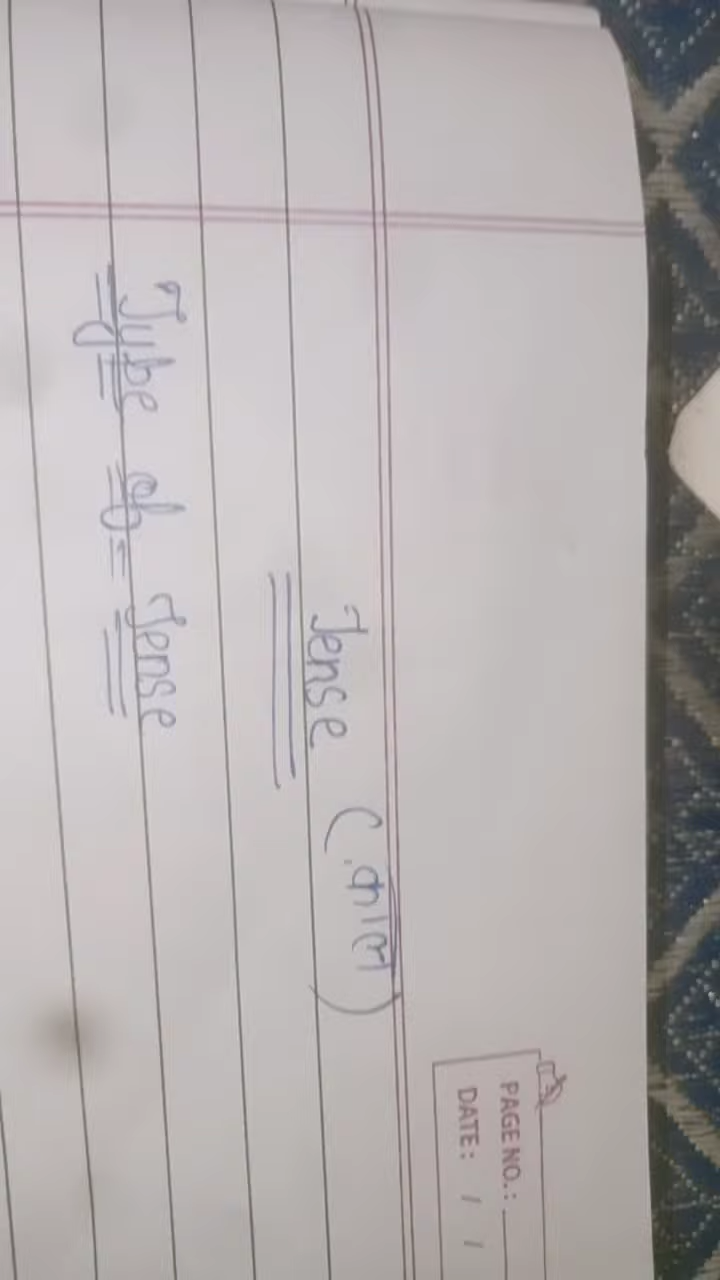 PAGE NO.:
DATE: / /
Tense (काल)
Type of Tense